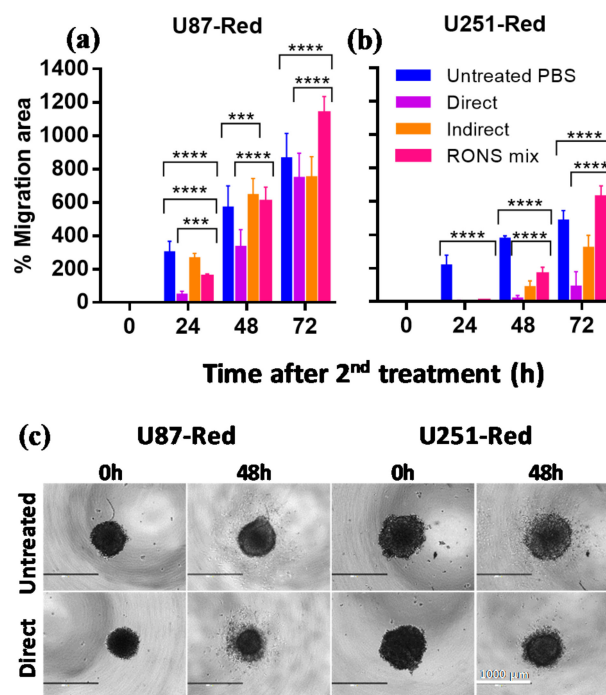 U87-Red
U251-Red
(a)
(b)
% Migration area
1400
1200
1000
800
600
400
200
0
****
****
***
***
****
****
****
****
****
****
****
****
Untreated PBS
Direct
Indirect
RONS mix
0 24 48 72
0 24 48 72
Time after 2nd treatment (h)
(c)
U87-Red U251-Red
0h 48h 0h 48h
Untreated
Direct
1000 µm